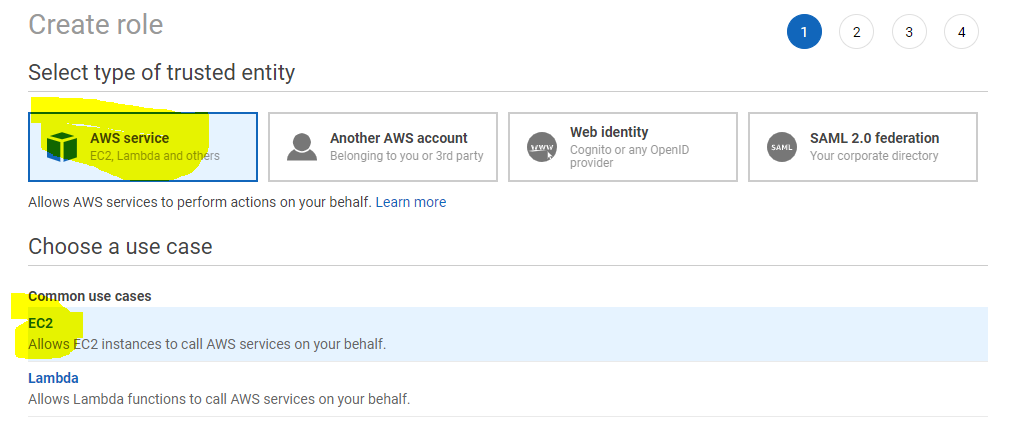 Create role
1 2 3 4
Select type of trusted entity
AWS service
EC2, Lambda and others
Another AWS account
Belonging to you or 3rd party
WWW
Web identity
Cognito or any OpenID
provider
SAML
SAML 2.0 federation
Your corporate directory
Allows AWS services to perform actions on your behalf. Learn more
Choose a use case
Common use cases
EC2
Allows EC2 instances to call AWS services on your behalf.
Lambda
Allows Lambda functions to call AWS services on your behalf.